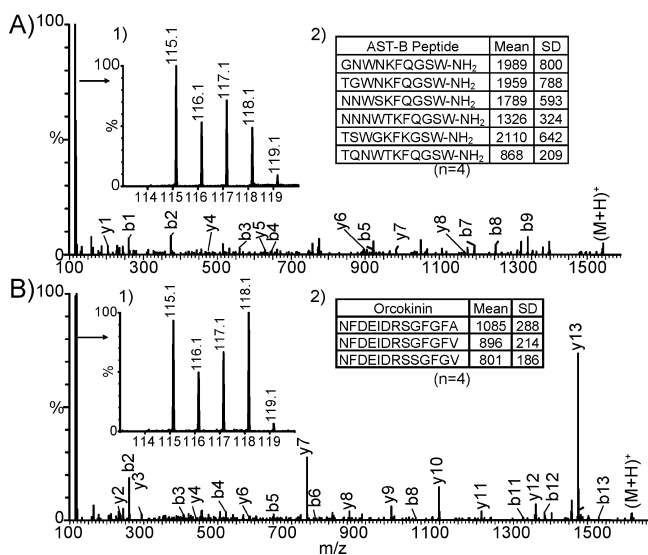 A)
1)
115.1
116.1
117.1
118.1
119.1
100
%
0
114 115 116 117 118 119
2)
AST-B Peptide Mean SD
GNWNKFQGSW-NH₂ 1989 800
TGWNKFQGSW-NH₂ 1959 788
NNWSKFQGSW-NH₂ 1789 593
NNNWTKFQGSW-NH₂ 1326 324
TSWGKFKGSW-NH₂ 2110 642
TQNWTKFQGSW-NH₂ 868 209
(n=4)
100
%
0
y1 b1 b2 y4 b3 y5 b4 y6 b5 y7 y8 b7 b8 b9 (M+H)⁺
100 300 500 700 900 1100 1300 1500
B)
1)
115.1
116.1
117.1
118.1
119.1
100
%
0
114 115 116 117 118 119
2)
Orcokinin Mean SD
NFDEIDRSGFGFA 1085 288
NFDEIDRSGFGFV 896 214
NFDEIDRSSFGFV 801 186
(n=4)
100
%
0
y2 b2 y3 b3 y4 b4 y6 b5 y7 b6 y8 y9 b8 y10 y11 b11 y12 b12 y13 b13 (M+H)⁺
100 300 500 700 900 1100 1300 1500
m/z